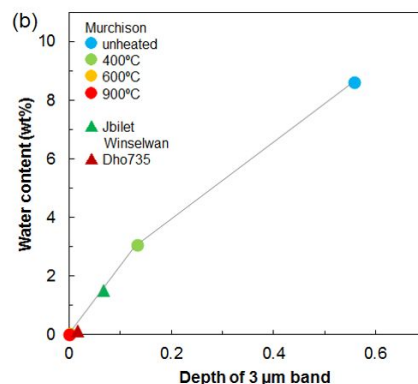 (b)
Murchison
unheated
400ºC
600ºC
900ºC
Jbilet
Winselwan
Dho735
Water content (wt%)
10
8
6
4
2
0
0
0.2
0.4
0.6
Depth of 3 µm band